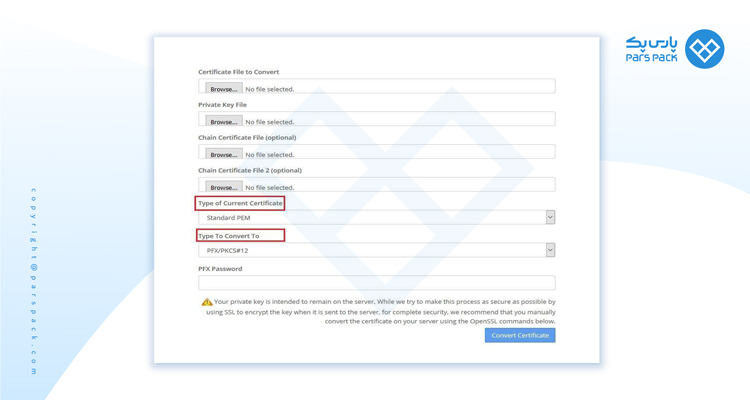 پارس پک
PARS PACK
Certificate File to Convert
Browse... No file selected.
Private Key File
Browse... No file selected.
Chain Certificate File (optional)
Browse... No file selected.
Chain Certificate File 2 (optional)
Browse... No file selected.
Type of Current Certificate
Standard PEM
Type To Convert To
PFX/PKCS#12
PFX Password
Your private key is intended to remain on the server. While we try to make this process as secure as possible by
using SSL to encrypt the key when it is sent to the server, for complete security, we recommend that you manually
convert the certificate on your server using the OpenSSL commands below.
Convert Certificate
copyright@parspack.com